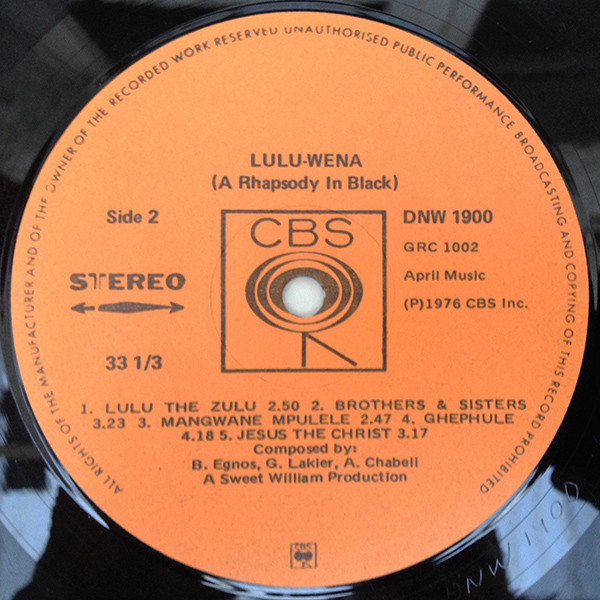 ALL RIGHTS OF THE MANUFACTURER AND OF THE OWNER OF THE RECORDED WORK RESERVED UNAUTHORISED PUBLIC PERFORMANCE BROADCASTING AND COPYING OF THIS RECORD PROHIBITED
LULU-WENA
(A Rhapsody In Black)
Side 2
DNW 1900
CBS
GRC 1002
STEREO
April Music
(P)1976 CBS Inc.
33 1/3
1. LULU THE ZULU 2.50 2. BROTHERS & SISTERS
3.23 3. MANGWANE MPULELE 2.47 4. GHEPHULE
4.18 5. JESUS THE CHRIST 3.17
Composed by:
B. Egnos, G. Lakier, A. Chabell
A Sweet William Production
CBS
DNW 1900